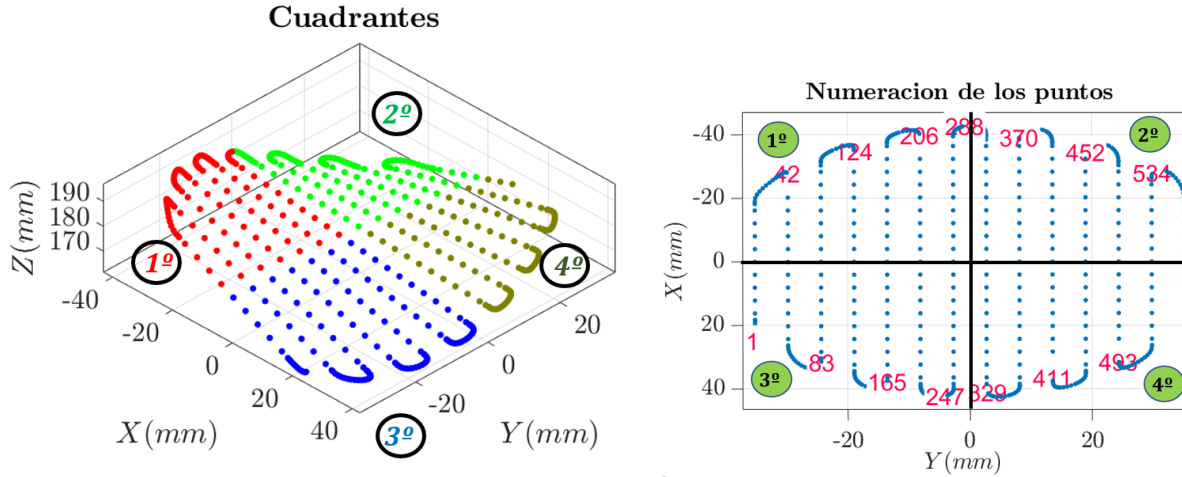 Cuadrantes
2º
190
180
170
Z(mm)
1º
4º
-40
-20
0
20
40
X(mm)
20
0
-20
Y(mm)
3º
Numeracion de los puntos
-40
-20
0
20
40
X(mm)
1º
2º
288
206
370
124
452
42
534
1
83
493
3º
165
411
4º
247
329
-20
0
20
Y(mm)